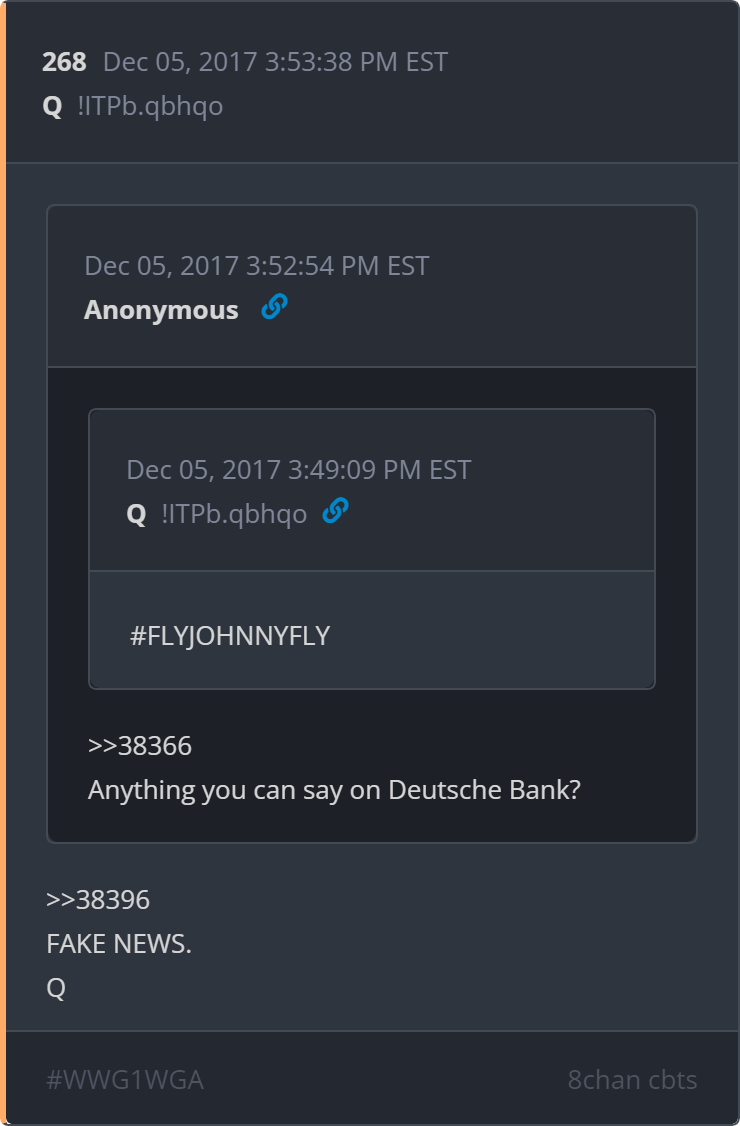 268 Dec 05, 2017 3:53:38 PM EST
Q !ITPb.qbhqo
Dec 05, 2017 3:52:54 PM EST
Anonymous
Dec 05, 2017 3:49:09 PM EST
Q !ITPb.qbhqo
#FLYJOHNNYFLY
>>38366
Anything you can say on Deutsche Bank?
>>38396
FAKE NEWS.
Q
#WWG1WGA 8chan cbts